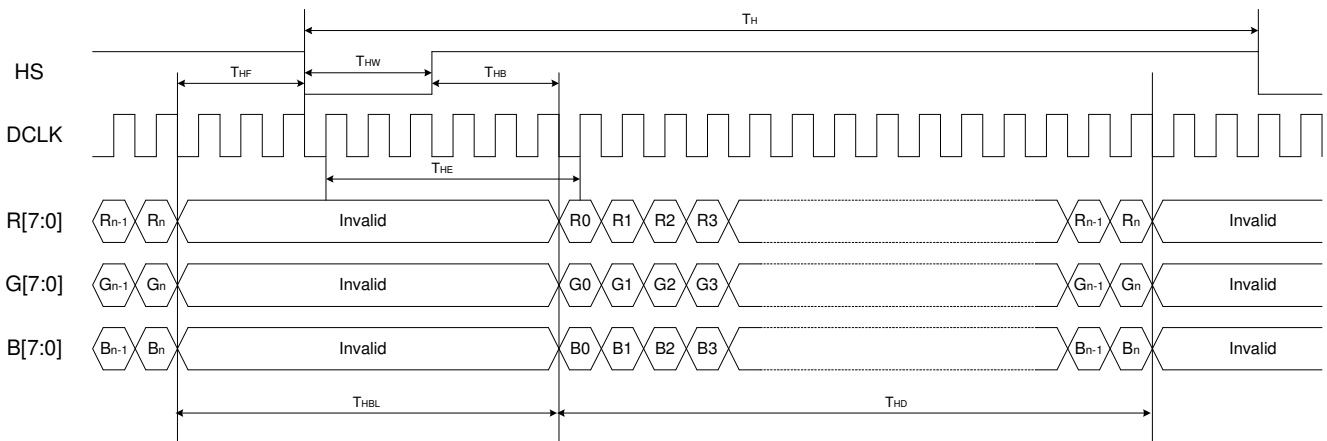 TH
HS
THF
THW
THB
DCLK
THE
R[7:0]
Rn-1 Rn Invalid R0 R1 R2 R3 Rn-1 Rn Invalid
G[7:0]
Gn-1 Gn Invalid G0 G1 G2 G3 Gn-1 Gn Invalid
B[7:0]
Bn-1 Bn Invalid B0 B1 B2 B3 Bn-1 Bn Invalid
THBL
THD